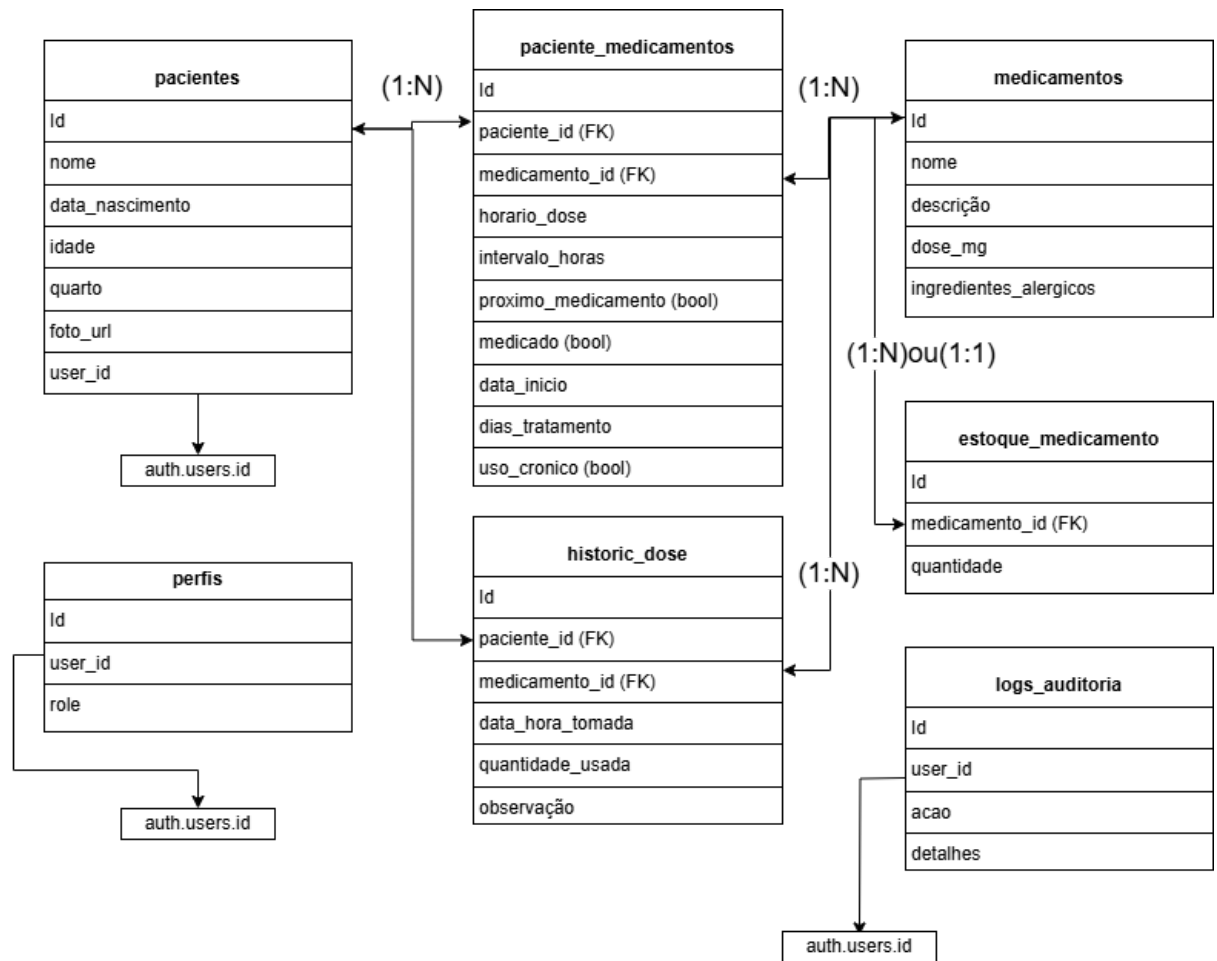 pacientes
Id
nome
data_nascimento
idade
quarto
foto_url
user_id
auth.users.id
(1:N)
paciente_medicamentos
Id
paciente_id (FK)
medicamento_id (FK)
horario_dose
intervalo_horas
proximo_medicamento (bool)
medicado (bool)
data_inicio
dias_tratamento
uso_cronico (bool)
(1:N)
medicamentos
Id
nome
descrição
dose_mg
ingredientes_alergicos
(1:N)ou(1:1)
estoque_medicamento
Id
medicamento_id (FK)
quantidade
perfis
Id
user_id
role
auth.users.id
historic_dose
Id
paciente_id (FK)
medicamento_id (FK)
data_hora_tomada
quantidade_usada
observação
(1:N)
logs_auditoria
Id
user_id
acao
detalhes
auth.users.id